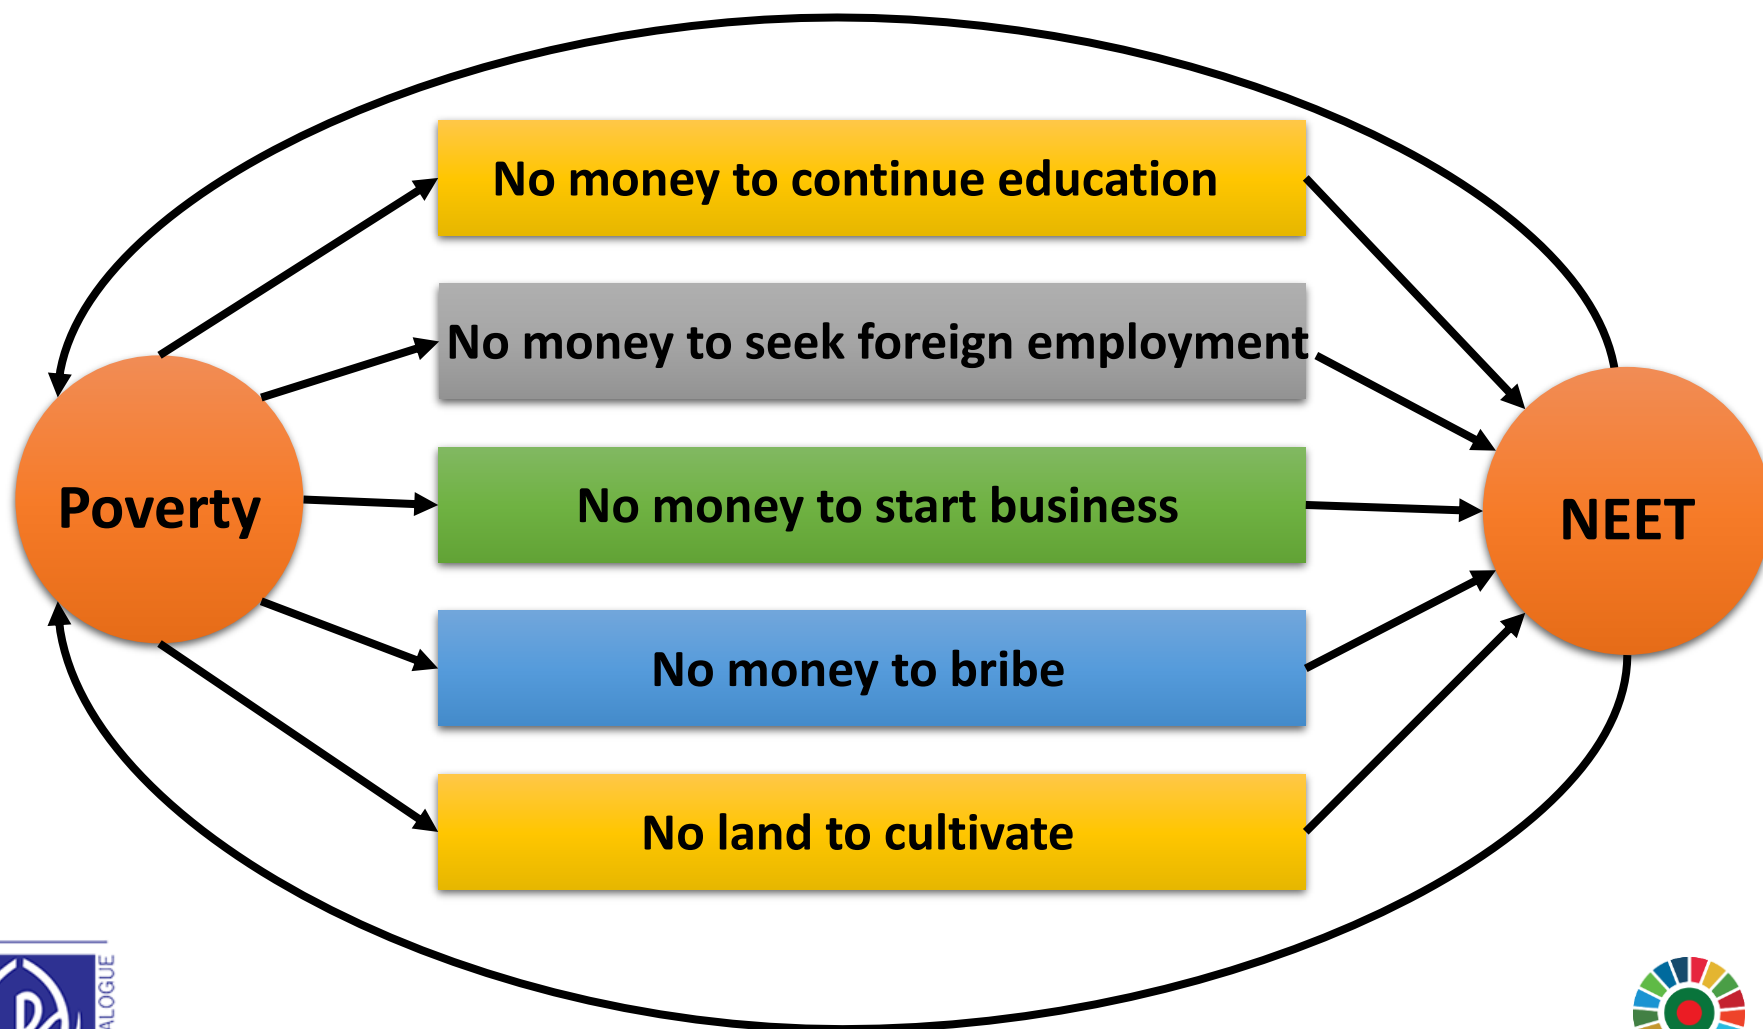 No money to continue education
No money to seek foreign employment
Poverty
No money to start business
NEET
No money to bribe
No land to cultivate